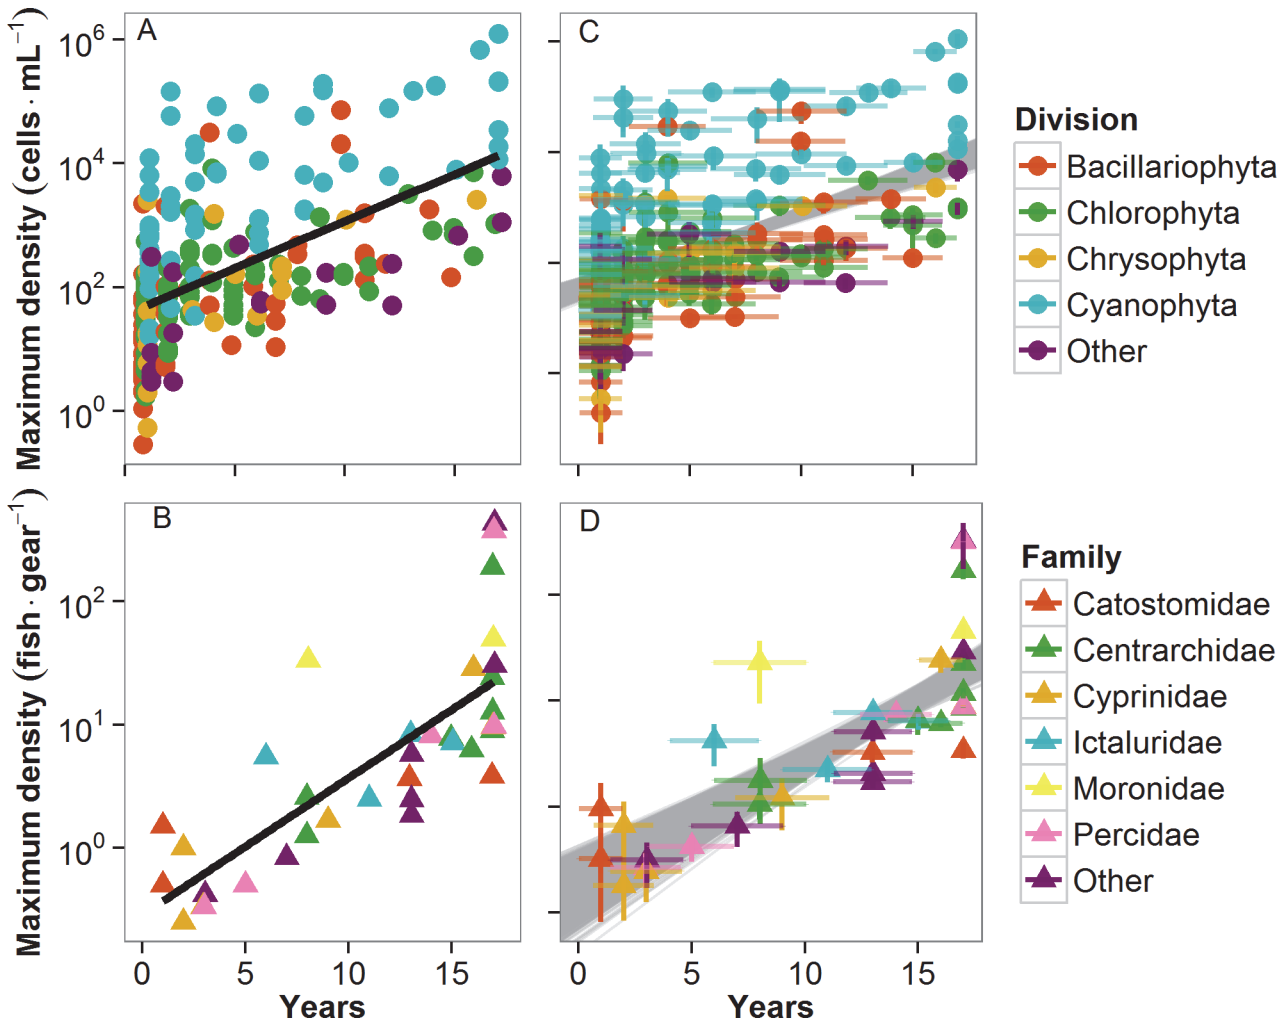 A
C
Maximum density (cells · mL⁻¹)
10⁶
10⁴
10²
10⁰
Division
Bacillariophyta
Chlorophyta
Chrysophyta
Cyanophyta
Other
B
D
Maximum density (fish · gear⁻¹)
10²
10¹
10⁰
Family
Catostomidae
Centrarchidae
Cyprinidae
Ictaluridae
Moronidae
Percidae
Other
0 5 10 15
0 5 10 15
Years
Years